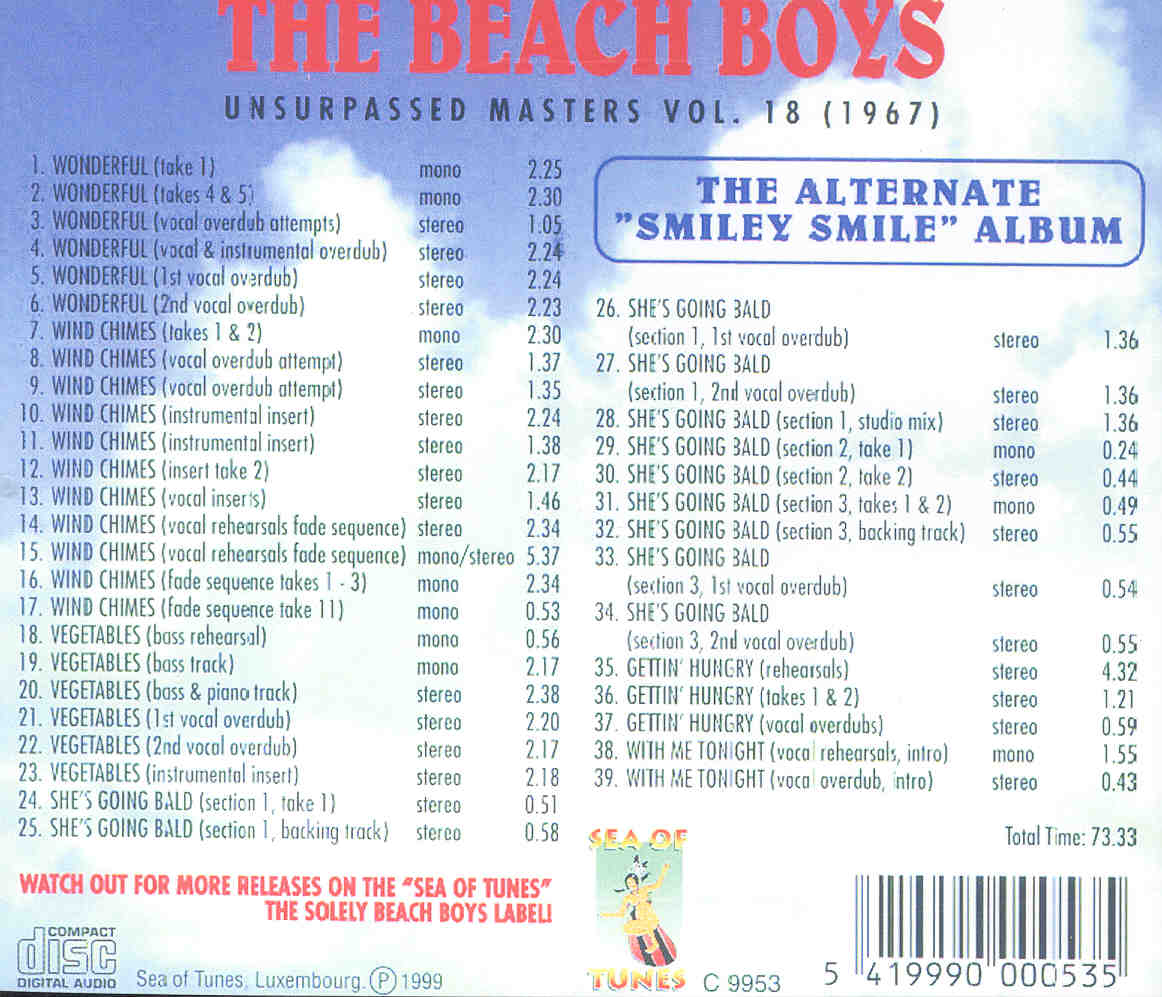 THE BEACH BOYS
UNSURPASSED MASTERS VOL. 18 (1967)
1. WONDERFUL (take 1) mono 2.25
2. WONDERFUL (takes 4 & 5) mono 2.30
3. WONDERFUL (vocal overdub attempts) stereo 1.05
4. WONDERFUL (vocal & instrumental overdub) stereo 2.24
5. WONDERFUL (1st vocal overdub) stereo 2.24
6. WONDERFUL (2nd vocal overdub) stereo 2.23
7. WIND CHIMES (takes 1 & 2) mono 2.30
8. WIND CHIMES (vocal overdub attempt) stereo 1.37
9. WIND CHIMES (vocal overdub attempt) stereo 1.35
10. WIND CHIMES (instrumental insert) stereo 2.24
11. WIND CHIMES (instrumental insert) stereo 1.38
12. WIND CHIMES (insert take 2) stereo 2.17
13. WIND CHIMES (vocal inserts) stereo 1.46
14. WIND CHIMES (vocal rehearsals fade sequence) stereo 2.34
15. WIND CHIMES (vocal rehearsals fade sequence) mono/stereo 5.37
16. WIND CHIMES (fade sequence takes 1 - 3) mono 2.34
17. WIND CHIMES (fade sequence take 11) mono 0.53
18. VEGETABLES (bass rehearsal) mono 0.56
19. VEGETABLES (bass track) mono 2.17
20. VEGETABLES (bass & piano track) stereo 2.38
21. VEGETABLES (1st vocal overdub) stereo 2.20
22. VEGETABLES (2nd vocal overdub) stereo 2.17
23. VEGETABLES (instrumental insert) stereo 2.18
24. SHE'S GOING BALD (section 1, take 1) stereo 0.51
25. SHE'S GOING BALD (section 1, backing track) stereo 0.58
THE ALTERNATE
"SMILEY SMILE" ALBUM
26. SHE'S GOING BALD
(section 1, 1st vocal overdub) stereo 1.36
27. SHE'S GOING BALD
(section 1, 2nd vocal overdub) stereo 1.36
28. SHE'S GOING BALD (section 1, studio mix) stereo 1.36
29. SHE'S GOING BALD (section 2, take 1) mono 0.24
30. SHE'S GOING BALD (section 2, take 2) stereo 0.44
31. SHE'S GOING BALD (section 3, takes 1 & 2) mono 0.49
32. SHE'S GOING BALD (section 3, backing track) stereo 0.55
33. SHE'S GOING BALD
(section 3, 1st vocal overdub) stereo 0.54
34. SHE'S GOING BALD
(section 3, 2nd vocal overdub) stereo 0.55
35. GETTIN' HUNGRY (rehearsals) stereo 4.32
36. GETTIN' HUNGRY (takes 1 & 2) stereo 1.21
37. GETTIN' HUNGRY (vocal overdubs) stereo 0.59
38. WITH ME TONIGHT (vocal rehearsals, intro) mono 1.55
39. WITH ME TONIGHT (vocal overdub, intro) stereo 0.43
Total Time: 73.33
WATCH OUT FOR MORE RELEASES ON THE "SEA OF TUNES"
THE SOLELY BEACH BOYS LABEL!
COMPACT
disc
DIGITAL AUDIO
Sea of Tunes, Luxembourg. Ⓟ 1999
SEA OF
TUNES
C 9953
5 419990 000535